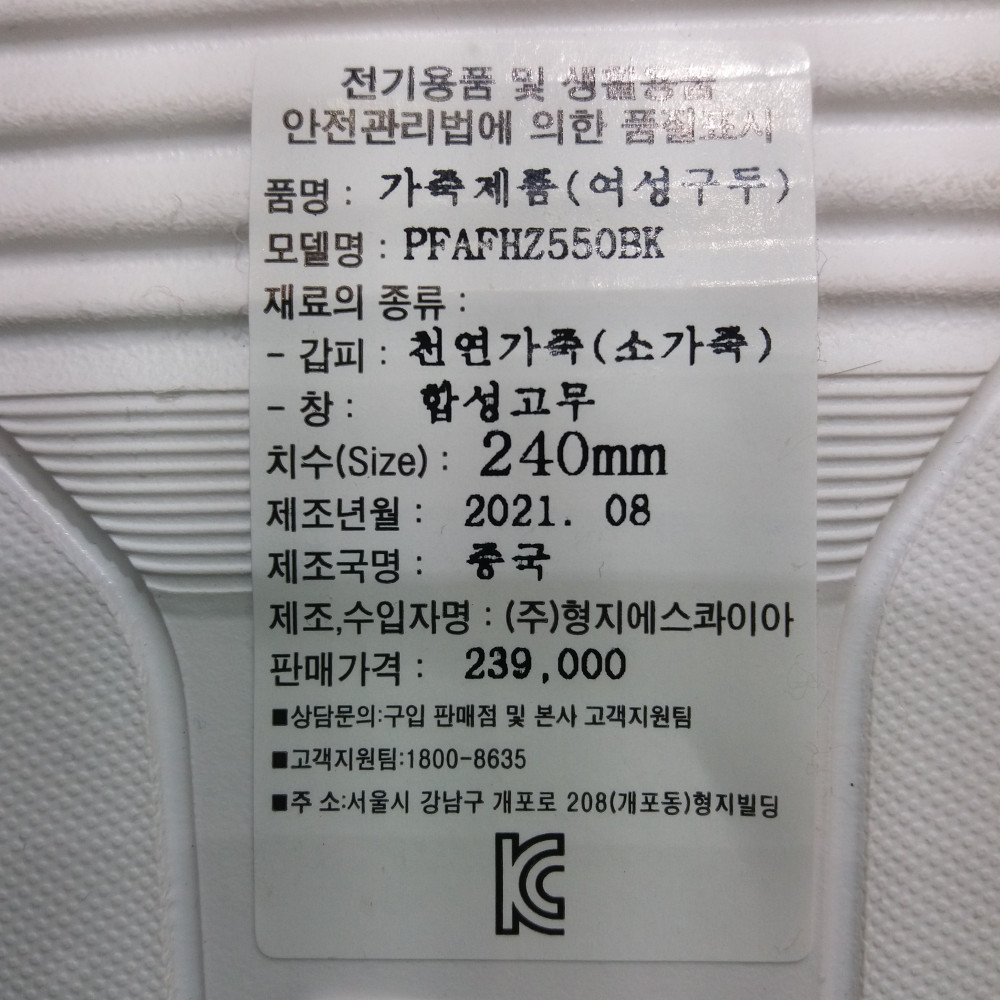 전기용품 및 생활용품
안전관리법에 의한 품질표시
품명 : 가죽제품(여성구두)
모델명 : PFAFHZ550BK
재료의 종류 :
- 갑피 : 천연가죽(소가죽)
- 창 : 합성고무
치수(Size) : 240mm
제조년월 : 2021. 08
제조국명 : 중국
제조,수입자명 : (주)형지에스콰이아
판매가격 : 239,000
■상담문의:구입 판매점 및 본사 고객지원팀
■고객지원팀:1800-8635
■주 소:서울시 강남구 개포로 208(개포동)형지빌딩
KC